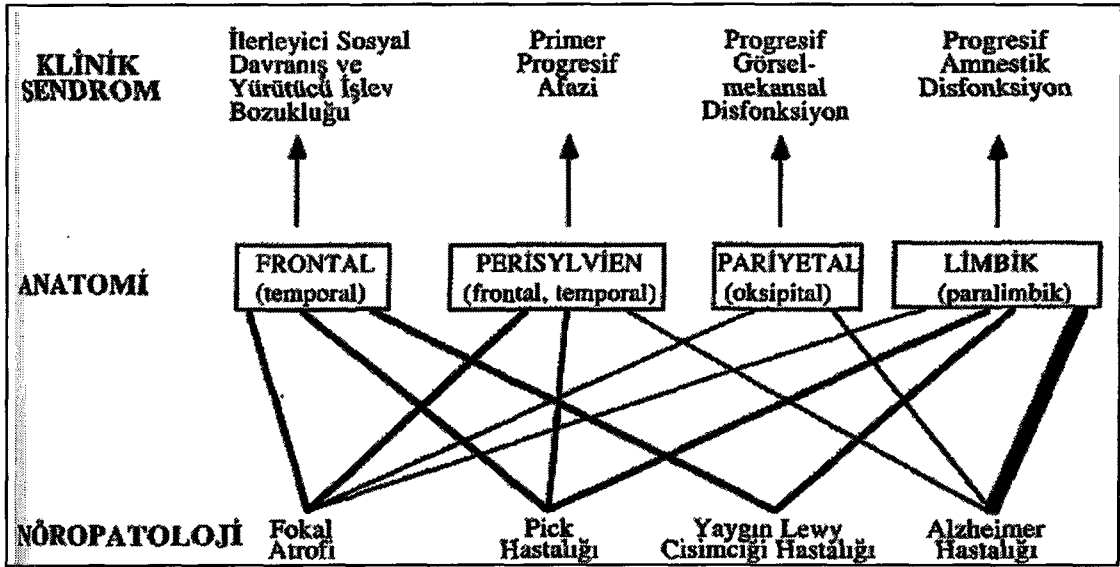 KLİNİK
SENDROM
İlerleyici Sosyal
Davranış ve
Yürütücü İşlev
Bozukluğu
Primer
Progresif
Afazi
Progresif
Görsel-
mekansal
Disfonksiyon
Progresif
Amnestik
Disfonksiyon
ANATOMİ
FRONTAL
(temporal)
PERİSYLVİEN
(frontal, temporal)
PARİYETAL
(oksipital)
LİMBİK
(paralimbik)
NÖROPATOLOJİ
Fokal
Atrofi
Pick
Hastalığı
Yaygın Lewy
Cisimciği Hastalığı
Alzheimer
Hastalığı